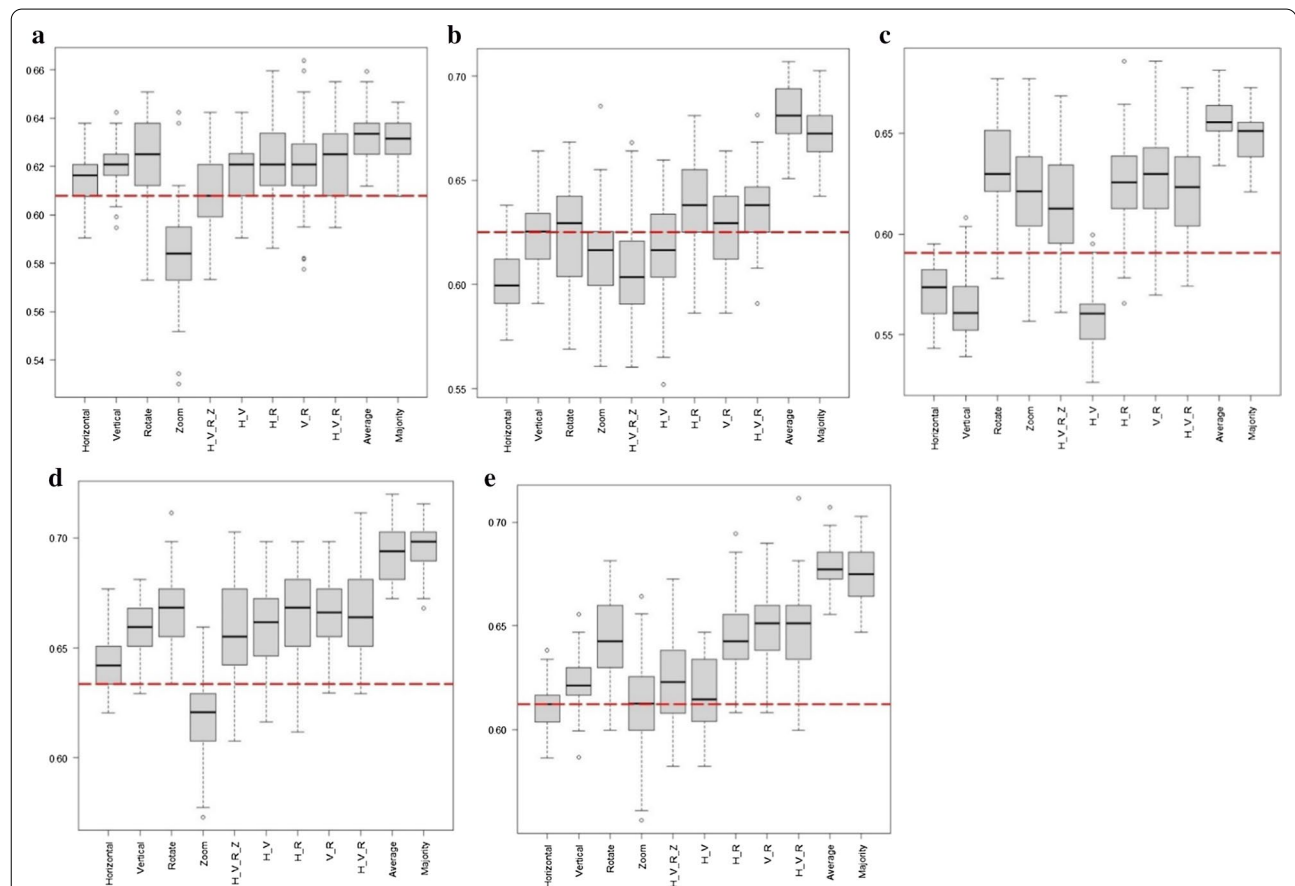 a
0.66
0.64
0.62
0.60
0.58
0.56
0.54
Horizontal
Vertical
Rotate
Zoom
H_V_R_Z
H_V
H_R
V_R
H_V_R
Average
Majority
b
0.70
0.65
0.60
0.55
Horizontal
Vertical
Rotate
Zoom
H_V_R_Z
H_V
H_R
V_R
H_V_R
Average
Majority
c
0.65
0.60
0.55
Horizontal
Vertical
Rotate
Zoom
H_V_R_Z
H_V
H_R
V_R
H_V_R
Average
Majority
d
0.70
0.65
0.60
Horizontal
Vertical
Rotate
Zoom
H_V_R_Z
H_V
H_R
V_R
H_V_R
Average
Majority
e
0.70
0.65
0.60
Horizontal
Vertical
Rotate
Zoom
H_V_R_Z
H_V
H_R
V_R
H_V_R
Average
Majority